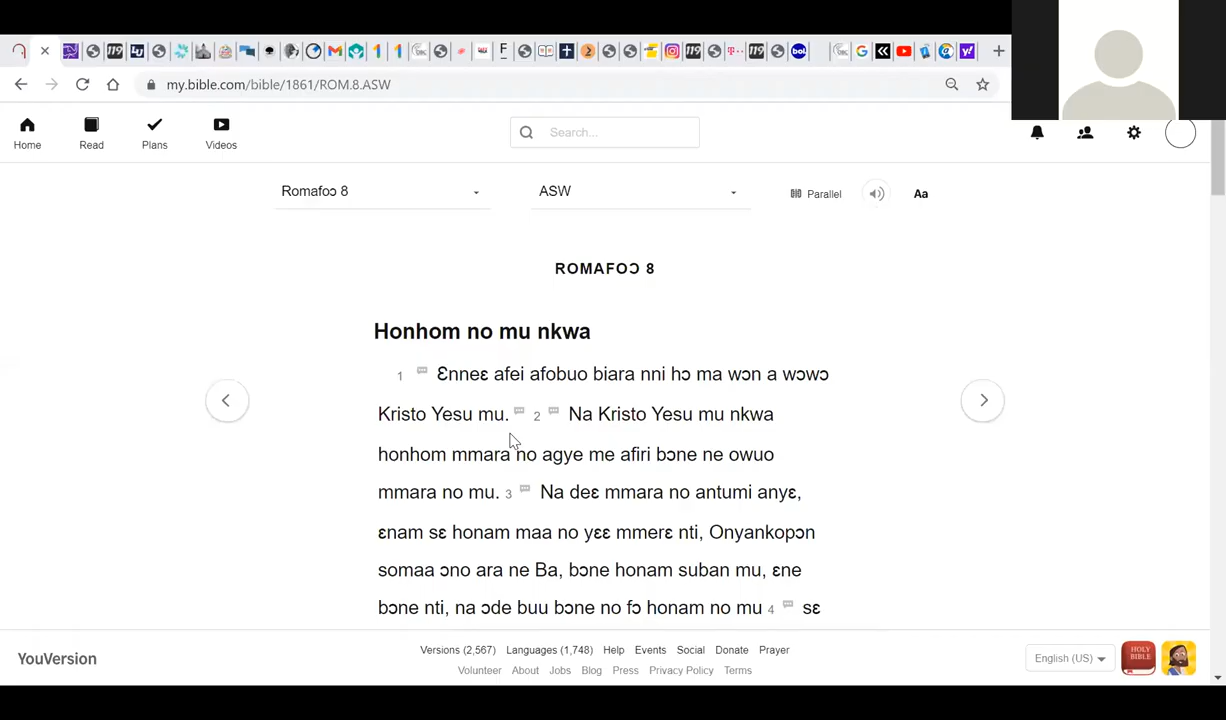 my.bible.com/bible/1861/ROM.8.ASW
Home Read Plans Videos
Search...
Romafoɔ 8 ASW Parallel Aa
ROMAFOƆ 8
Honhom no mu nkwa
1 Ɛnneɛ afei afobuo biara nni hɔ ma wɔn a wɔwɔ
Kristo Yesu mu. 2 Na Kristo Yesu mu nkwa
honhom mmara no agye me afiri bɔne ne owuo
mmara no mu. 3 Na deɛ mmara no antumi anyɛ,
ɛnam sɛ honam maa no yɛɛ mmerɛ nti, Onyankopɔn
somaa ɔno ara ne Ba, bɔne honam suban mu, ɛne
bɔne nti, na ɔde buu bɔne no fɔ honam no mu 4 sɛ
YouVersion
Versions (2,567) Languages (1,748) Help Events Social Donate Prayer
Volunteer About Jobs Blog Press Privacy Policy Terms
English (US)
HOLY
BIBLE